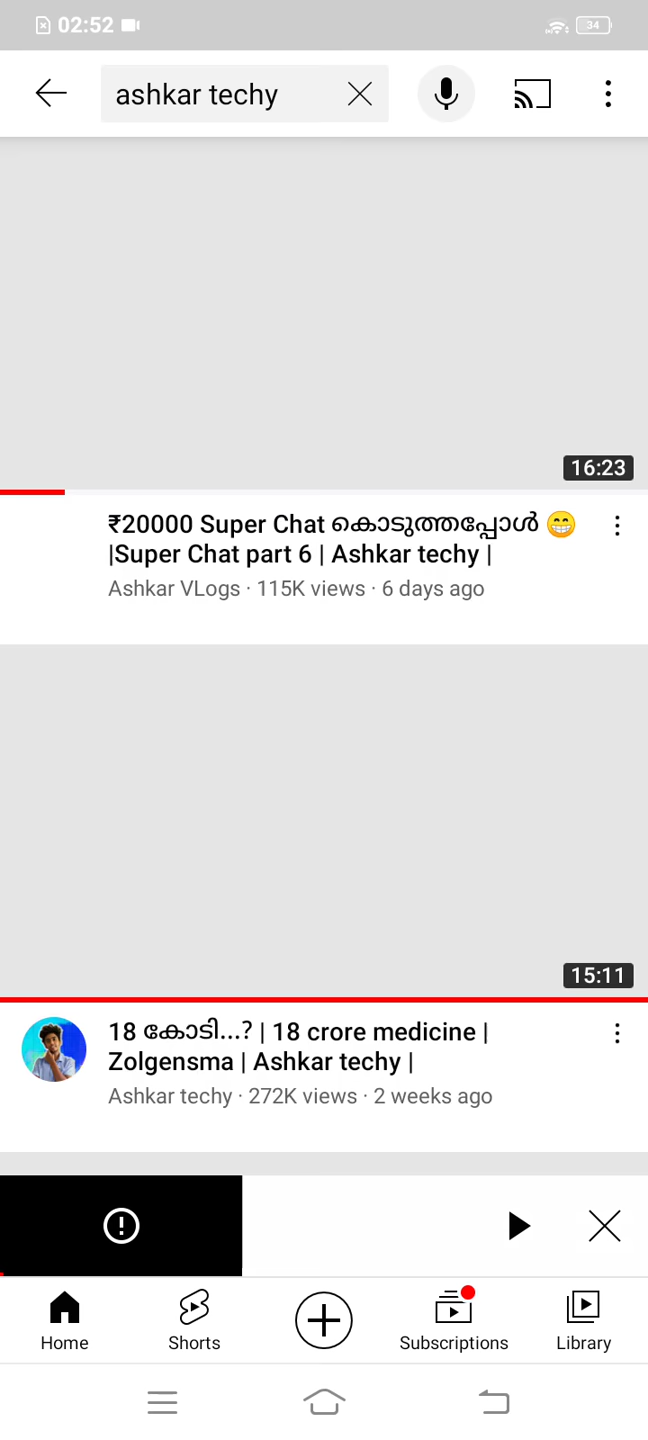 02:52
34
ashkar techy
16:23
₹20000 Super Chat കൊടുത്തപ്പോൾ 😁
|Super Chat part 6 | Ashkar techy |
Ashkar VLogs · 115K views · 6 days ago
15:11
18 കോടി...? | 18 crore medicine |
Zolgensma | Ashkar techy |
Ashkar techy · 272K views · 2 weeks ago
Home
Shorts
Subscriptions
Library